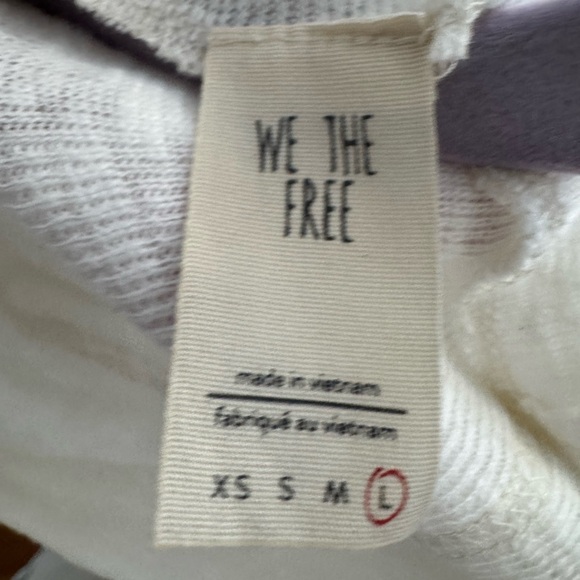 WE THE
FREE
made in vietnam
fabriqué au vietnam
XS S M L